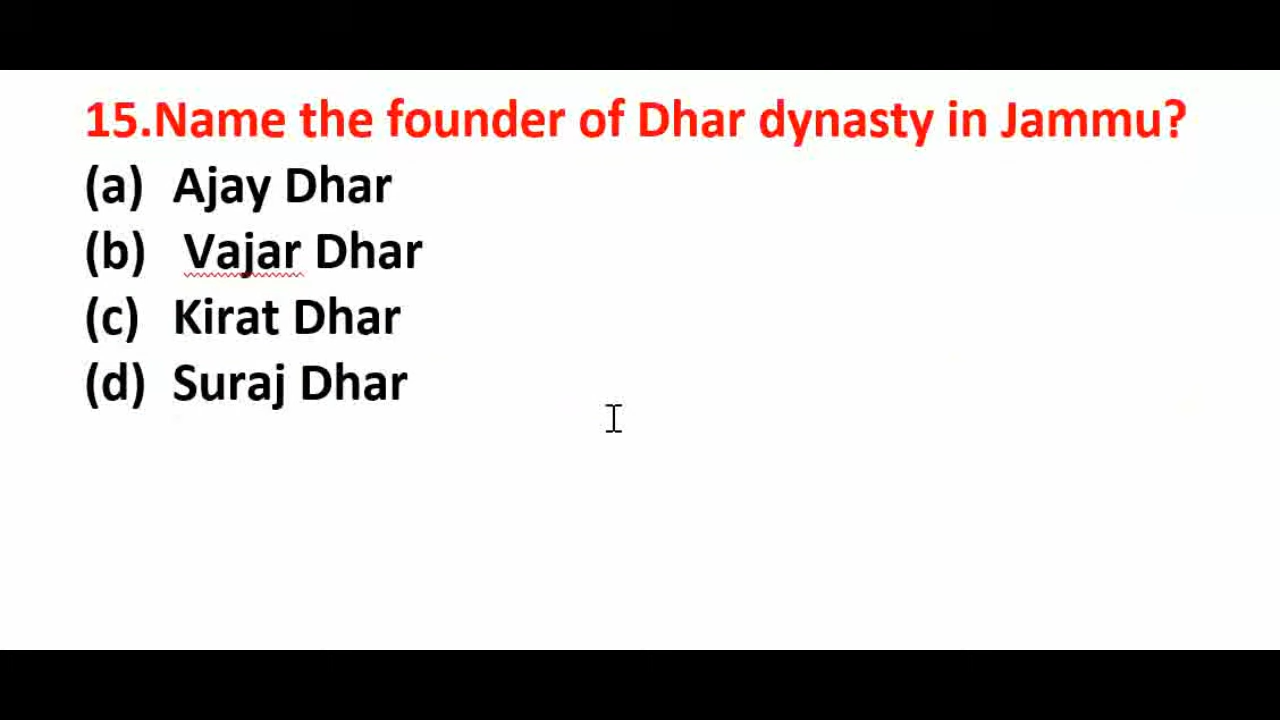 15.Name the founder of Dhar dynasty in Jammu?
(a) Ajay Dhar
(b) Vajar Dhar
(c) Kirat Dhar
(d) Suraj Dhar